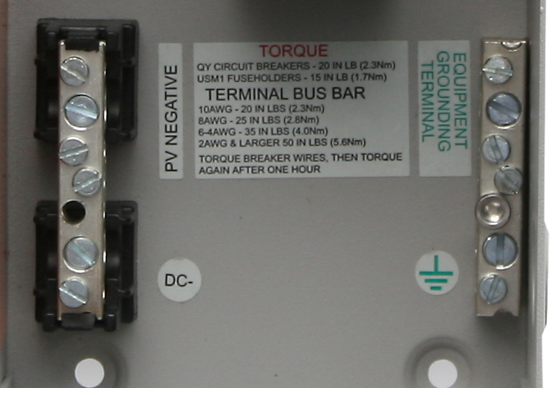 PV NEGATIVE
TORQUE
QY CIRCUIT BREAKERS - 20 IN LB (2.3Nm)
USM1 FUSEHOLDERS - 15 IN LB (1.7Nm)
TERMINAL BUS BAR
10AWG - 20 IN LBS (2.3Nm)
8AWG - 25 IN LBS (2.8Nm)
6-4AWG - 35 IN LBS (4.0Nm)
2AWG & LARGER 50 IN LBS (5.6Nm)
TORQUE BREAKER WIRES, THEN TORQUE
AGAIN AFTER ONE HOUR
EQUIPMENT
GROUNDING
TERMINAL
DC-